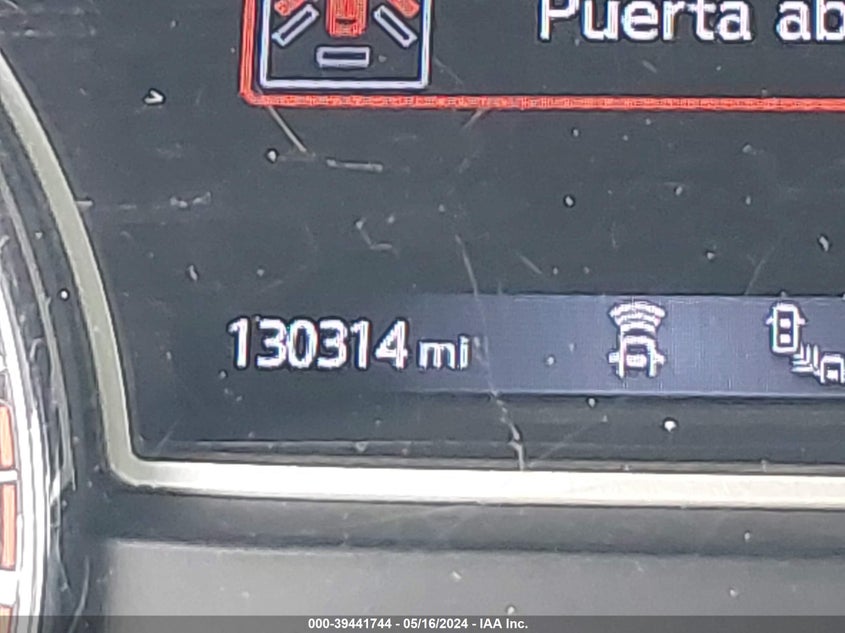 Puerta ab
130314 mi
000-39441744 - 05/16/2024 - IAA Inc.